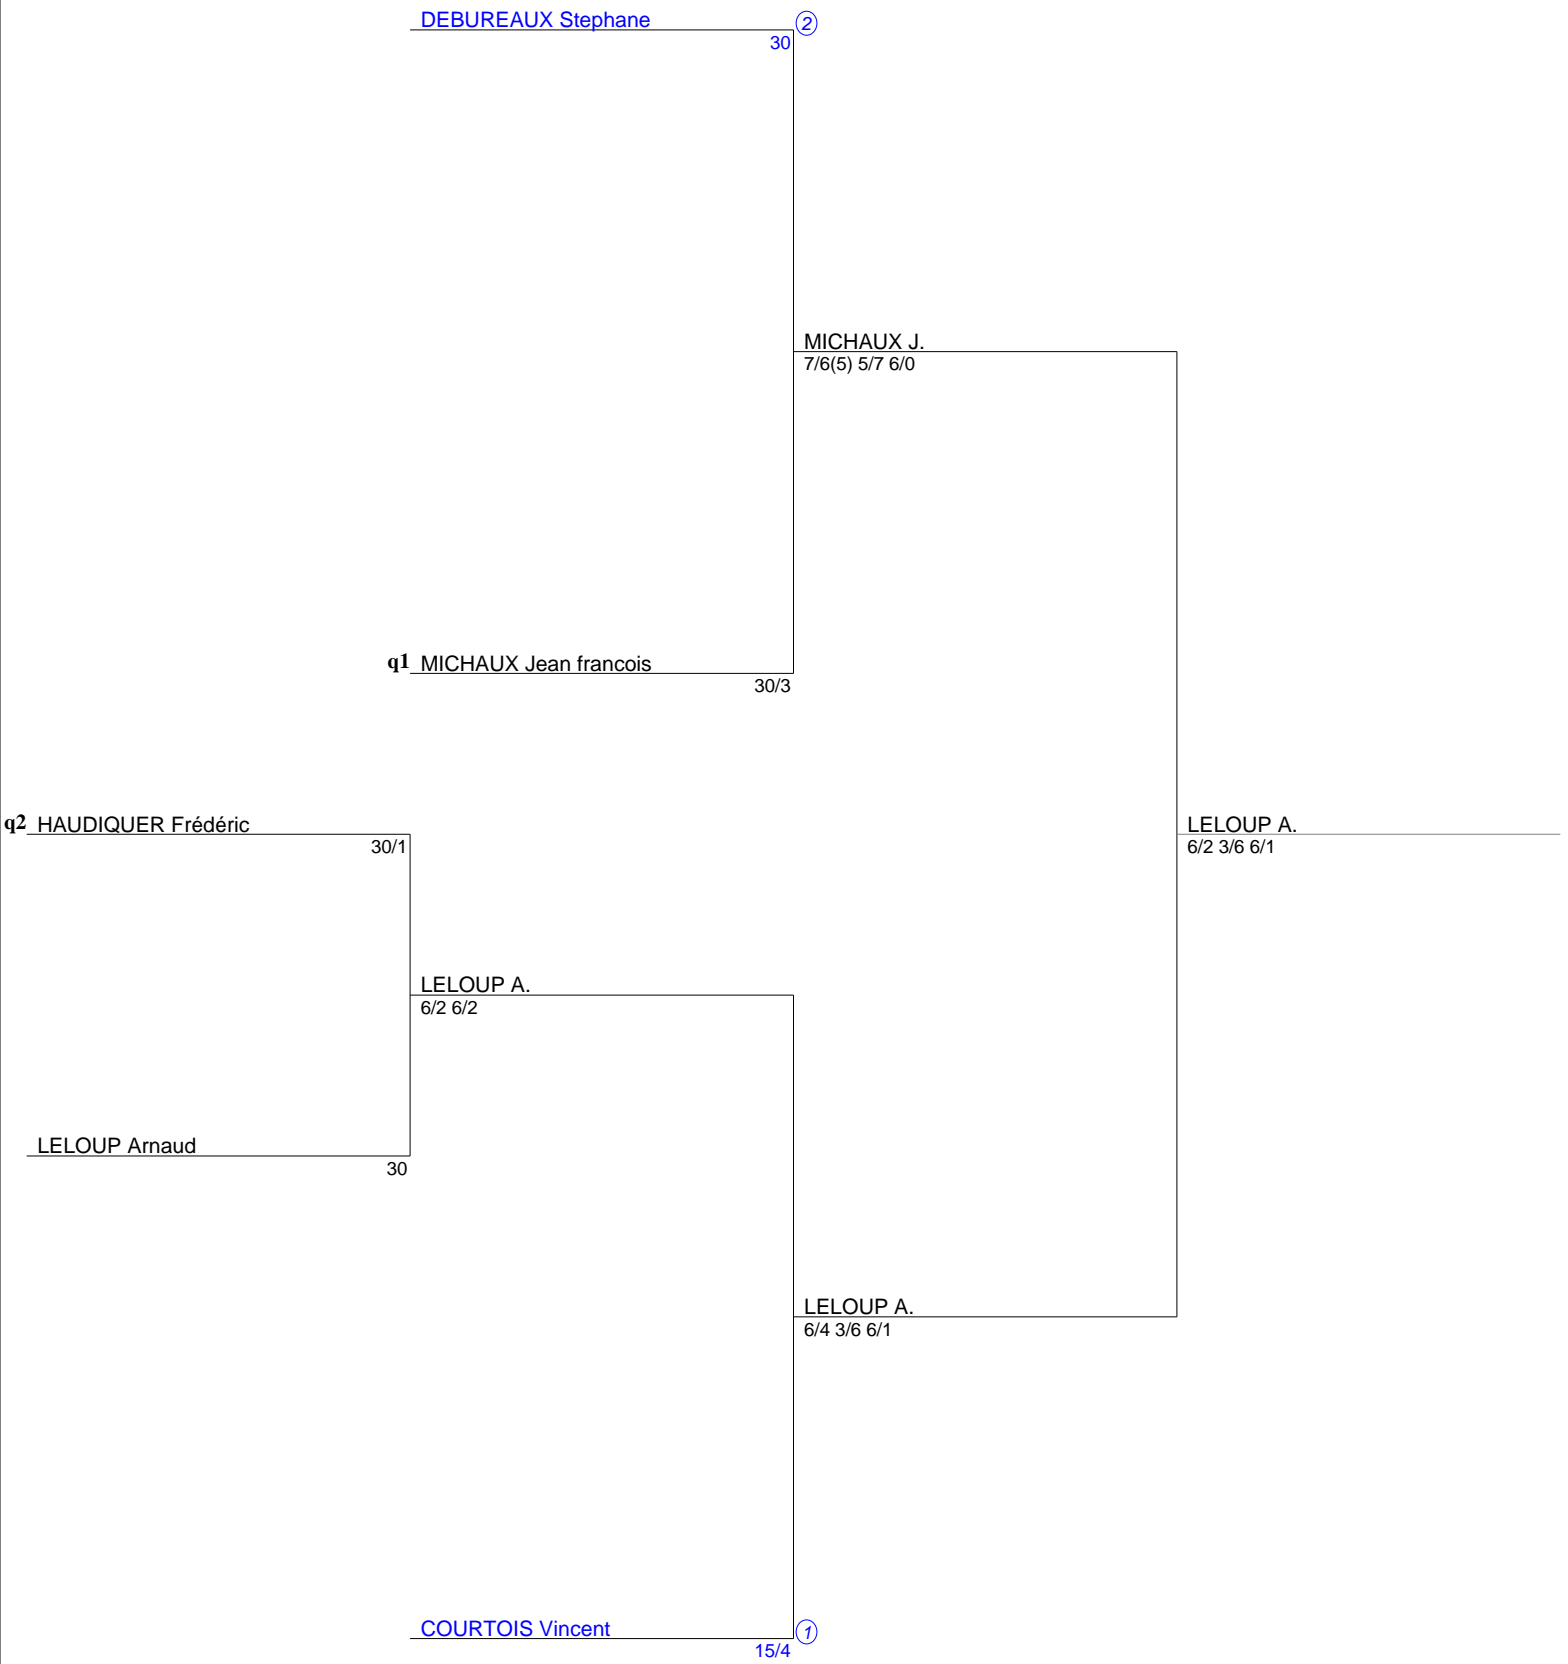 DEBUREAUX Stephane 2
30
MICHAUX J.
7/6(5) 5/7 6/0
q1 MICHAUX Jean francois
30/3
q2 HAUDIQUER Frédéric
30/1
LELOUP A.
6/2 3/6 6/1
LELOUP A.
6/2 6/2
LELOUP Arnaud
30
LELOUP A.
6/4 3/6 6/1
COURTOIS Vincent 1
15/4